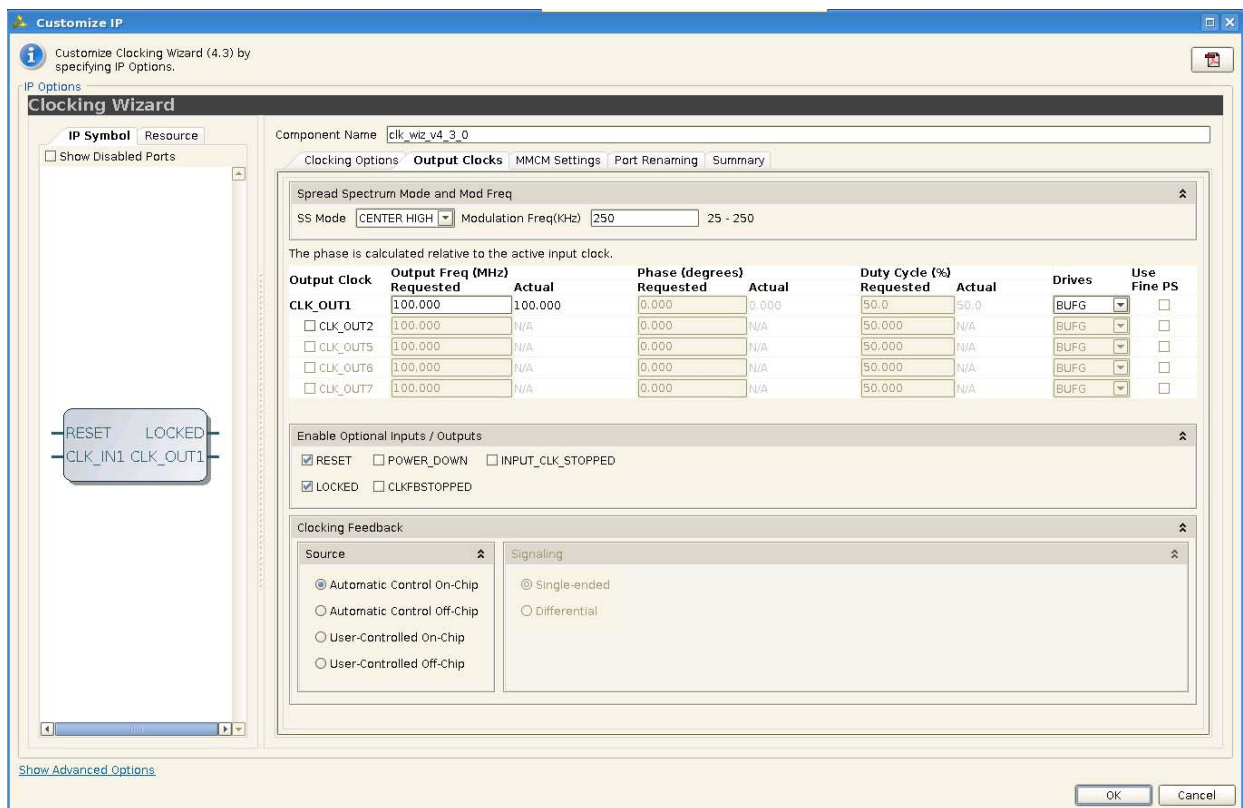 Customize IP
Customize Clocking Wizard (4.3) by
specifying IP Options.
IP Options
Clocking Wizard
IP Symbol Resource
Show Disabled Ports
RESET LOCKED
CLK_IN1 CLK_OUT1
Component Name clk_wiz_v4_3_0
Clocking Options Output Clocks MMCM Settings Port Renaming Summary
Spread Spectrum Mode and Mod Freq
SS Mode CENTER HIGH Modulation Freq(KHz) 250 25 - 250
The phase is calculated relative to the active input clock.
Output Clock Output Freq (MHz) Phase (degrees) Duty Cycle (%) Drives Use Fine PS
Requested Actual Requested Actual Requested Actual
CLK_OUT1 100.000 100.000 0.000 0.000 50.0 50.0 BUFG
CLK_OUT2 100.000 N/A 0.000 N/A 50.000 N/A BUFG
CLK_OUT5 100.000 N/A 0.000 N/A 50.000 N/A BUFG
CLK_OUT6 100.000 N/A 0.000 N/A 50.000 N/A BUFG
CLK_OUT7 100.000 N/A 0.000 N/A 50.000 N/A BUFG
Enable Optional Inputs / Outputs
RESET POWER_DOWN INPUT_CLK_STOPPED
LOCKED CLKFBSTOPPED
Clocking Feedback
Source Signaling
Automatic Control On-Chip Single-ended
Automatic Control Off-Chip Differential
User-Controlled On-Chip
User-Controlled Off-Chip
Show Advanced Options
OK Cancel